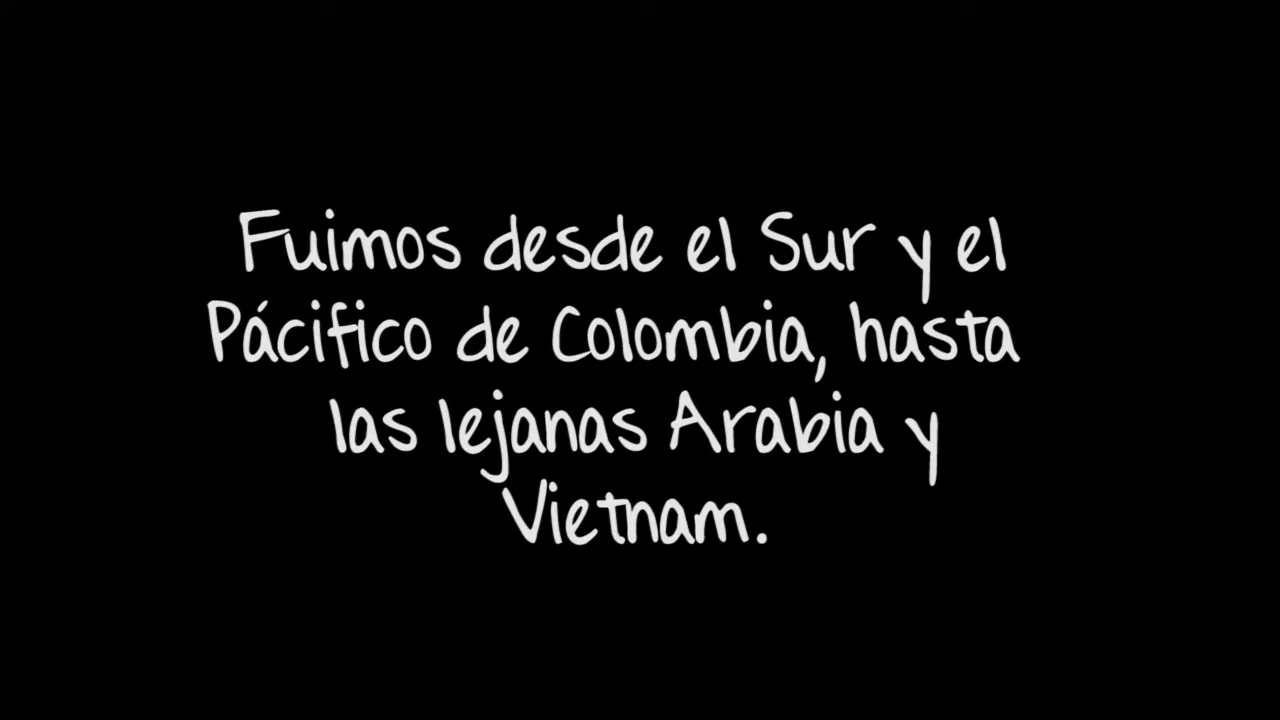 Fuimos desde el Sur y el
Pácifico de Colombia, hasta
las lejanas Arabia y
Vietnam.